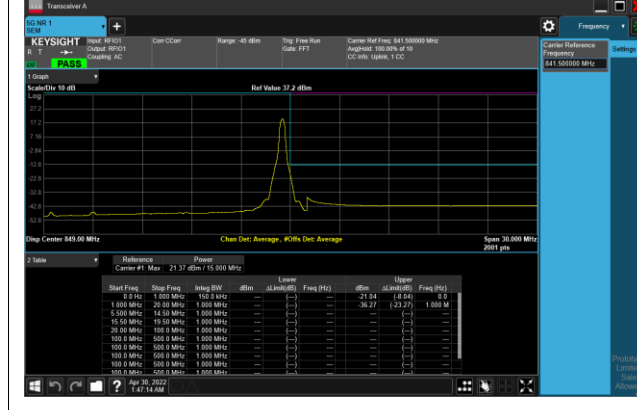 Transceiver A
5G NR 1
SEM
+
Frequency
KEYSIGHT
R T
PASS
Input: RFIO1
Output: RFIO1
Coupling: AC
Corr CCorr
Range: -45 dBm
Trig: Free Run
Gate: FFT
Carrier Ref Freq: 841.500000 MHz
Avg|Hold: 100.00% of 10
CC Info: Uplink, 1 CC
Carrier Reference
Frequency
841.500000 MHz
Settings
1 Graph
Scale/Div 10 dB
Ref Value 37.2 dBm
Log
27.2
17.2
7.16
-2.84
-12.8
-22.8
-32.8
-42.8
-52.8
Disp Center 849.00 MHz
Chan Det: Average , #Offs Det: Average
Span 30.000 MHz
2001 pts
2 Table
Reference Power
Carrier #1: Max 21.37 dBm / 15.000 MHz
Lower Upper
Start Freq Stop Freq Integ BW dBm ΔLimit(dB) Freq (Hz) dBm ΔLimit(dB) Freq (Hz)
0.0 Hz 1.000 MHz 150.0 kHz --- (---) --- -21.04 (-8.04) 0.0
1.000 MHz 20.00 MHz 1.000 MHz --- (---) --- -36.27 (-23.27) 1.000 M
5.500 MHz 14.50 MHz 1.000 MHz --- (---) --- --- (---) ---
15.50 MHz 19.50 MHz 1.000 MHz --- (---) --- --- (---) ---
20.00 MHz 100.0 MHz 1.000 MHz --- (---) --- --- (---) ---
100.0 MHz 500.0 MHz 1.000 MHz --- (---) --- --- (---) ---
100.0 MHz 500.0 MHz 1.000 MHz --- (---) --- --- (---) ---
100.0 MHz 500.0 MHz 1.000 MHz --- (---) --- --- (---) ---
100.0 MHz 500.0 MHz 1.000 MHz --- (---) --- --- (---) ---
100.0 MHz 500.0 MHz 1.000 MHz --- (---) --- --- (---) ---
?
Apr 30, 2022
1:47:14 AM